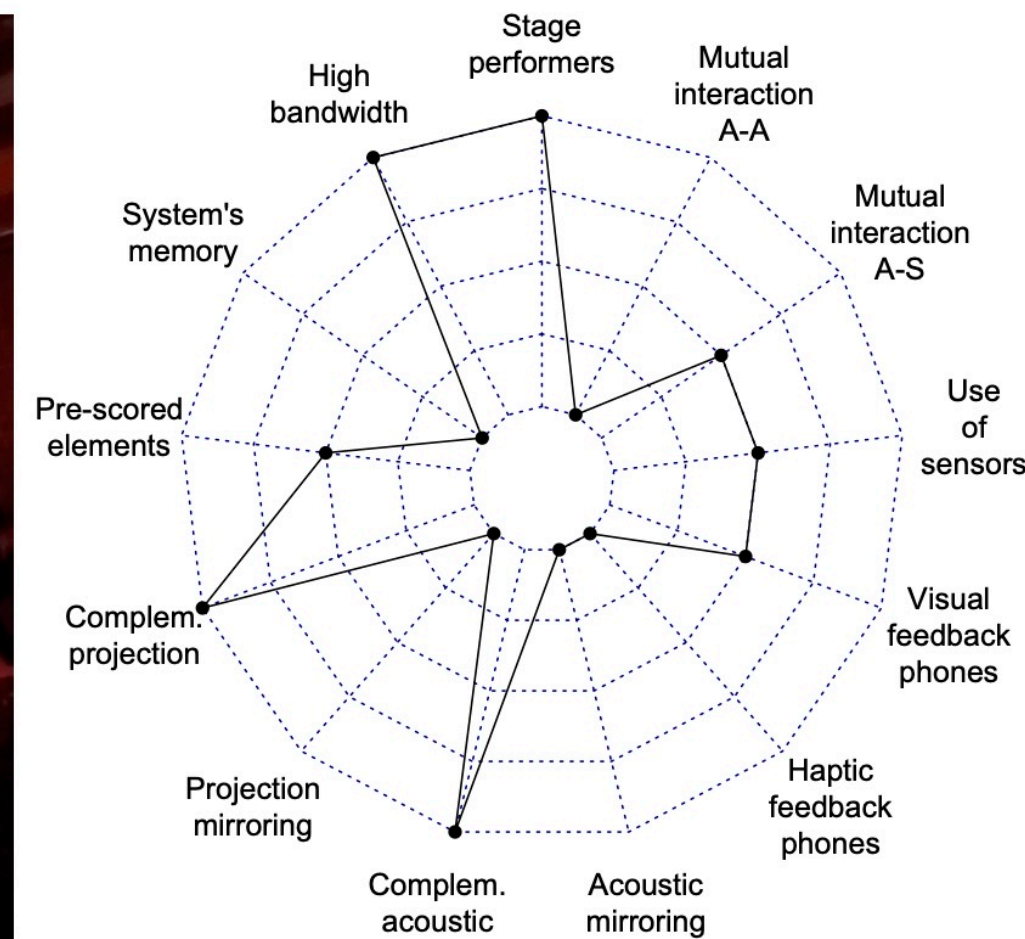 Stage
performers
Mutual
interaction
A-A
Mutual
interaction
A-S
Use
of
sensors
Visual
feedback
phones
Haptic
feedback
phones
Acoustic
mirroring
Complem.
acoustic
Projection
mirroring
Complem.
projection
Pre-scored
elements
System's
memory
High
bandwidth